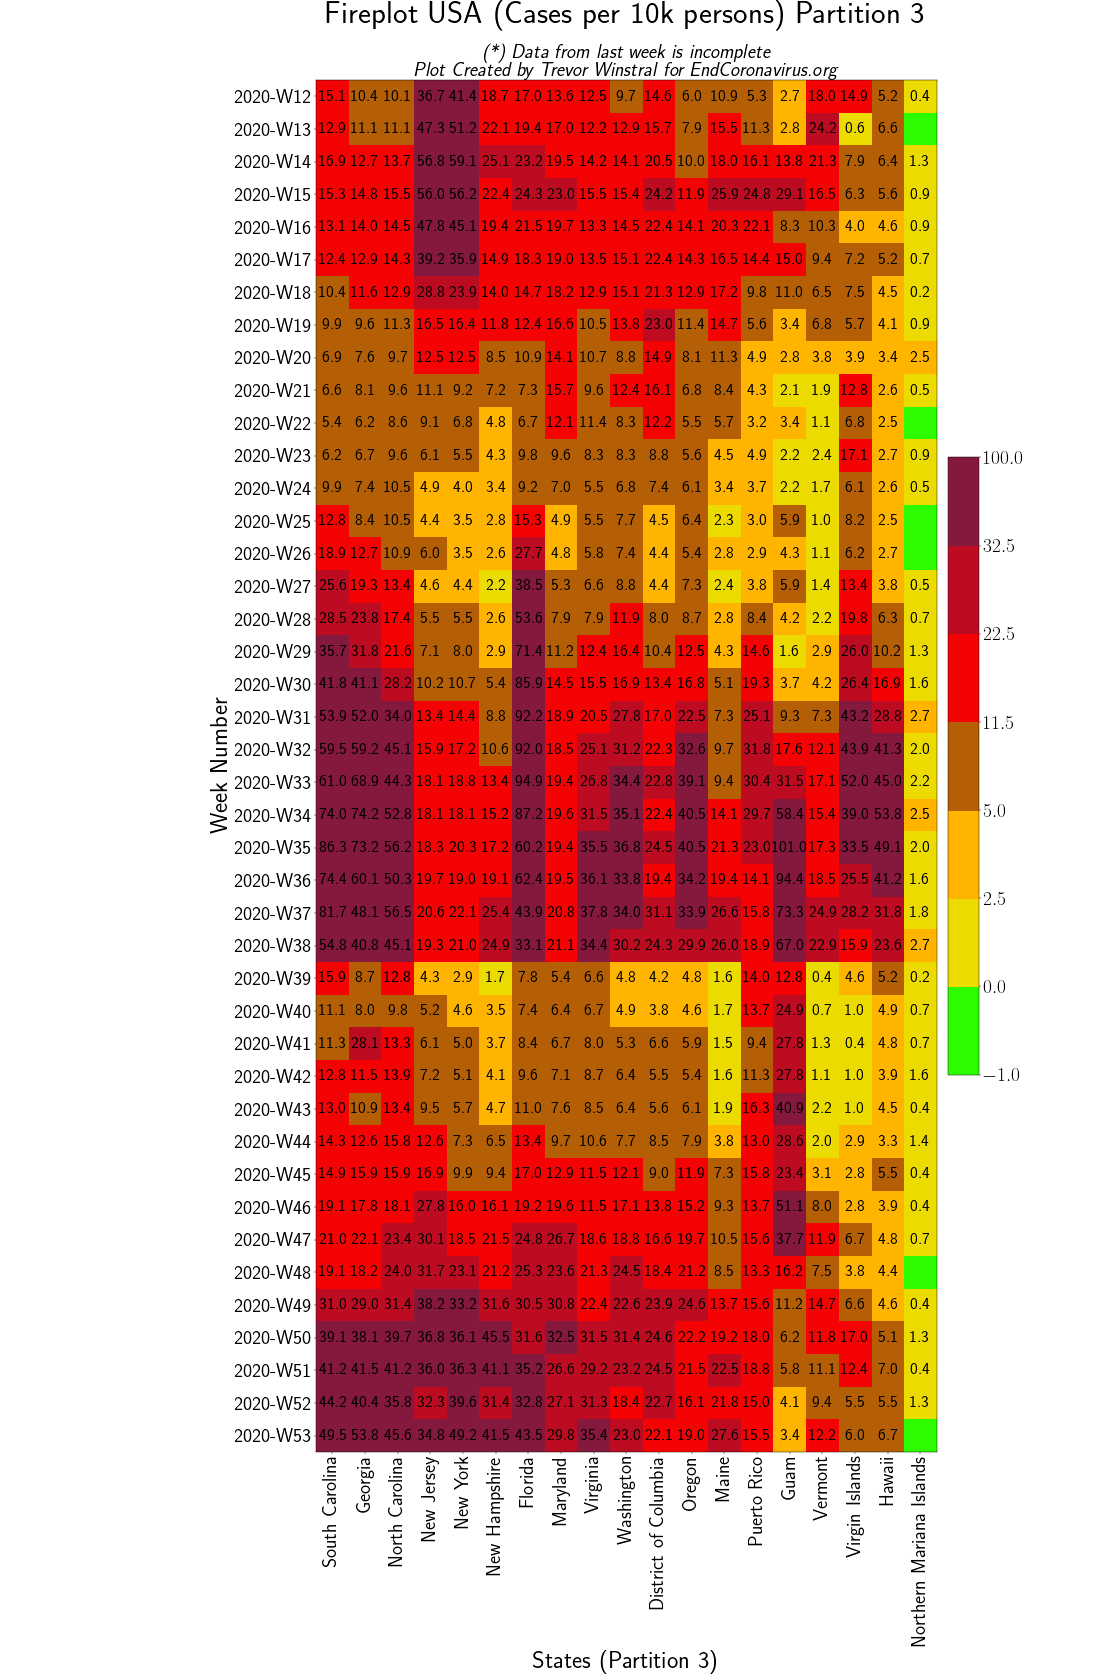 Fireplot USA (Cases per 10k persons) Partition 3
(*) Data from last week is incomplete
Plot Created by Trevor Winstral for EndCoronavirus.org
2020-W12 15.1 10.4 10.1 36.7 41.4 18.7 17.0 13.6 12.5 9.7 14.6 6.0 10.9 5.3 2.7 18.0 14.9 5.2 0.4
2020-W13 12.9 11.1 11.1 47.3 51.2 22.1 19.4 17.0 12.2 12.9 15.7 7.9 15.5 11.3 2.8 24.2 0.6 6.6
2020-W14 16.9 12.7 13.7 56.8 59.1 25.1 23.2 19.5 14.2 14.1 20.5 10.0 18.0 16.1 13.8 21.3 7.9 6.4 1.3
2020-W15 15.3 14.8 15.5 56.0 56.2 22.4 24.3 23.0 15.5 15.4 24.2 11.9 25.9 24.8 29.1 16.5 6.3 5.6 0.9
2020-W16 13.1 14.0 14.5 47.8 45.1 19.4 21.5 19.7 13.3 14.5 22.4 14.1 20.3 22.1 8.3 10.3 4.0 4.6 0.9
2020-W17 12.4 12.9 14.3 39.2 35.9 14.9 18.3 19.0 13.5 15.1 22.4 14.3 16.5 14.4 15.0 9.4 7.2 5.2 0.7
2020-W18 10.4 11.6 12.9 28.8 23.9 14.0 14.7 18.2 12.9 15.1 21.3 12.9 17.2 9.8 11.0 6.5 7.5 4.5 0.2
2020-W19 9.9 9.6 11.3 16.5 16.4 11.8 12.4 16.6 10.5 13.8 23.0 11.4 14.7 5.6 3.4 6.8 5.7 4.1 0.9
2020-W20 6.9 7.6 9.7 12.5 12.5 8.5 10.9 14.1 10.7 8.8 14.9 8.1 11.3 4.9 2.8 3.8 3.9 3.4 2.5
2020-W21 6.6 8.1 9.6 11.1 9.2 7.2 7.3 15.7 9.6 12.4 16.1 6.8 8.4 4.3 2.1 1.9 12.8 2.6 0.5
2020-W22 5.4 6.2 8.6 9.1 6.8 4.8 6.7 12.1 11.4 8.3 12.2 5.5 5.7 3.2 3.4 1.1 6.8 2.5
2020-W23 6.2 6.7 9.6 6.1 5.5 4.3 9.8 9.6 8.3 8.3 8.8 5.6 4.5 4.9 2.2 2.4 17.1 2.7 0.9
2020-W24 9.9 7.4 10.5 4.9 4.0 3.4 9.2 7.0 5.5 6.8 7.4 6.1 3.4 3.7 2.2 1.7 6.1 2.6 0.5
2020-W25 12.8 8.4 10.5 4.4 3.5 2.8 15.3 4.9 5.5 7.7 4.5 6.4 2.3 3.0 5.9 1.0 8.2 2.5
2020-W26 18.9 12.7 10.9 6.0 3.5 2.6 27.7 4.8 5.8 7.4 4.4 5.4 2.8 2.9 4.3 1.1 6.2 2.7
2020-W27 25.6 19.3 13.4 4.6 4.4 2.2 38.5 5.3 6.6 8.8 4.4 7.3 2.4 3.8 5.9 1.4 13.4 3.8 0.5
2020-W28 28.5 23.8 17.4 5.5 5.5 2.6 53.6 7.9 7.9 11.9 8.0 8.7 2.8 8.4 4.2 2.2 19.8 6.3 0.7
2020-W29 35.7 31.8 21.6 7.1 8.0 2.9 71.4 11.2 12.4 16.4 10.4 12.5 4.3 14.6 1.6 2.9 26.0 10.2 1.3
2020-W30 41.8 41.1 28.2 10.2 10.7 5.4 85.9 14.5 15.5 16.9 13.4 16.8 5.1 19.3 3.7 4.2 26.4 16.9 1.6
2020-W31 53.9 52.0 34.0 13.4 14.4 8.8 92.2 18.9 20.5 27.8 17.0 22.5 7.3 25.1 9.3 7.3 43.2 28.8 2.7
2020-W32 59.5 59.2 45.1 15.9 17.2 10.6 92.0 18.5 25.1 31.2 22.3 32.6 9.7 31.8 17.6 12.1 43.9 41.3 2.0
2020-W33 61.0 68.9 44.3 18.1 18.8 13.4 94.9 19.4 26.8 34.4 22.8 39.1 9.4 30.4 31.5 17.1 52.0 45.0 2.2
2020-W34 74.0 74.2 52.8 18.1 18.1 15.2 87.2 19.6 31.5 35.1 22.4 40.5 14.1 29.7 58.4 15.4 39.0 53.8 2.5
2020-W35 86.3 73.2 56.2 18.3 20.3 17.2 60.2 19.4 35.5 36.8 24.5 40.5 21.3 23.0 101.0 17.3 33.5 49.1 2.0
2020-W36 74.4 60.1 50.3 19.7 19.0 19.1 62.4 19.5 36.1 33.8 19.4 34.2 19.4 14.1 94.4 18.5 25.5 41.2 1.6
2020-W37 81.7 48.1 56.5 20.6 22.1 25.4 43.9 20.8 37.8 34.0 31.1 33.9 26.6 15.8 73.3 24.9 28.2 31.8 1.8
2020-W38 54.8 40.8 45.1 19.3 21.0 24.9 33.1 21.1 34.4 30.2 24.3 29.9 26.0 18.9 67.0 22.9 15.9 23.6 2.7
2020-W39 15.9 8.7 12.8 4.3 2.9 1.7 7.8 5.4 6.6 4.8 4.2 4.8 1.6 14.0 12.8 0.4 4.6 5.2 0.2
2020-W40 11.1 8.0 9.8 5.2 4.6 3.5 7.4 6.4 6.7 4.9 3.8 4.6 1.7 13.7 24.9 0.7 1.0 4.9 0.7
2020-W41 11.3 28.1 13.3 6.1 5.0 3.7 8.4 6.7 8.0 5.3 6.6 5.9 1.5 9.4 27.8 1.3 0.4 4.8 0.7
2020-W42 12.8 11.5 13.9 7.2 5.1 4.1 9.6 7.1 8.7 6.4 5.5 5.4 1.6 11.3 27.8 1.1 1.0 3.9 1.6
2020-W43 13.0 10.9 13.4 9.5 5.7 4.7 11.0 7.6 8.5 6.4 5.6 6.1 1.9 16.3 40.9 2.2 1.0 4.5 0.4
2020-W44 14.3 12.6 15.8 12.6 7.3 6.5 13.4 9.7 10.6 7.7 8.5 7.9 3.8 13.0 28.6 2.0 2.9 3.3 1.4
2020-W45 14.9 15.9 15.9 16.9 9.9 9.4 17.0 12.9 11.5 12.1 9.0 11.9 7.3 15.8 23.4 3.1 2.8 5.5 0.4
2020-W46 19.1 17.8 18.1 27.8 16.0 16.1 19.2 19.6 11.5 17.1 13.8 15.2 9.3 13.7 51.1 8.0 2.8 3.9 0.4
2020-W47 21.0 22.1 23.4 30.1 18.5 21.5 24.8 26.7 18.6 18.8 16.6 19.7 10.5 15.6 37.7 11.9 6.7 4.8 0.7
2020-W48 19.1 18.2 24.0 31.7 23.1 21.2 25.3 23.6 21.3 24.5 18.4 21.2 8.5 13.3 16.2 7.5 3.8 4.4
2020-W49 31.0 29.0 31.4 38.2 33.2 31.6 30.5 30.8 22.4 22.6 23.9 24.6 13.7 15.6 11.2 14.7 6.6 4.6 0.4
2020-W50 39.1 38.1 39.7 36.8 36.1 45.5 31.6 32.5 31.5 31.4 24.6 22.2 19.2 18.0 6.2 11.8 17.0 5.1 1.3
2020-W51 41.2 41.5 41.2 36.0 36.3 41.1 35.2 26.6 29.2 23.2 24.5 21.5 22.5 18.8 5.8 11.1 12.4 7.0 0.4
2020-W52 44.2 40.4 35.8 32.3 39.6 31.4 32.8 27.1 31.3 18.4 22.7 16.1 21.8 15.0 4.1 9.4 5.5 5.5 1.3
2020-W53 49.5 53.8 45.6 34.8 49.2 41.5 43.5 29.8 35.4 23.0 22.1 19.0 27.6 15.5 3.4 12.2 6.0 6.7
Week Number
South Carolina
Georgia
North Carolina
New Jersey
New York
New Hampshire
Florida
Maryland
Virginia
Washington
District of Columbia
Oregon
Maine
Puerto Rico
Guam
Vermont
Virgin Islands
Hawaii
Northern Mariana Islands
States (Partition 3)
100.0
32.5
22.5
11.5
5.0
2.5
0.0
−1.0